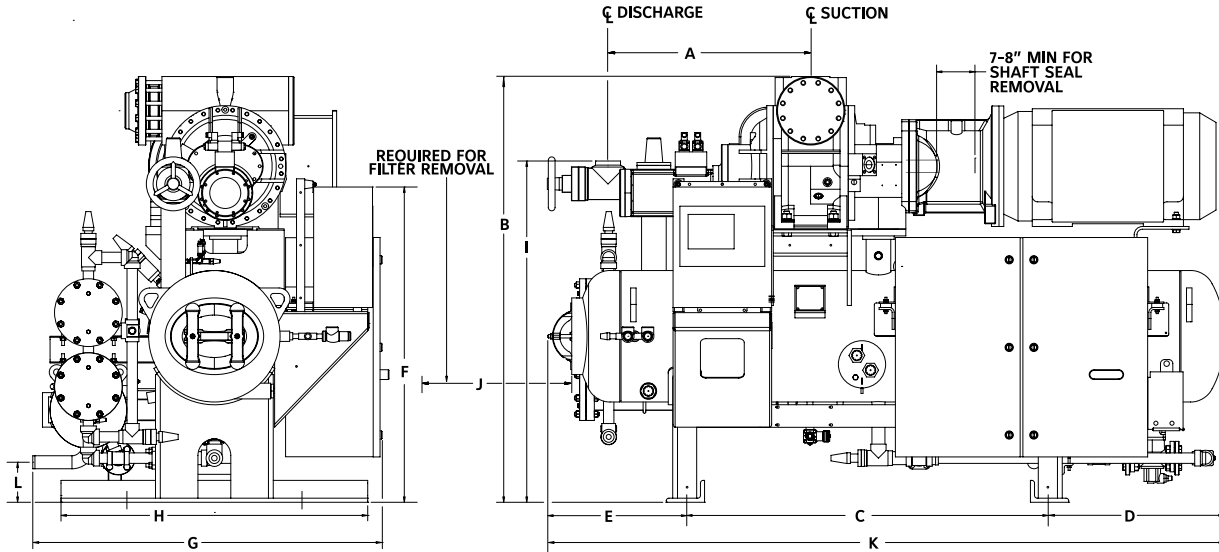 ℄ DISCHARGE
℄ SUCTION
A
7-8" MIN FOR
SHAFT SEAL
REMOVAL
REQUIRED FOR
FILTER REMOVAL
B
I
F
J
L
H
G
E
C
D
K